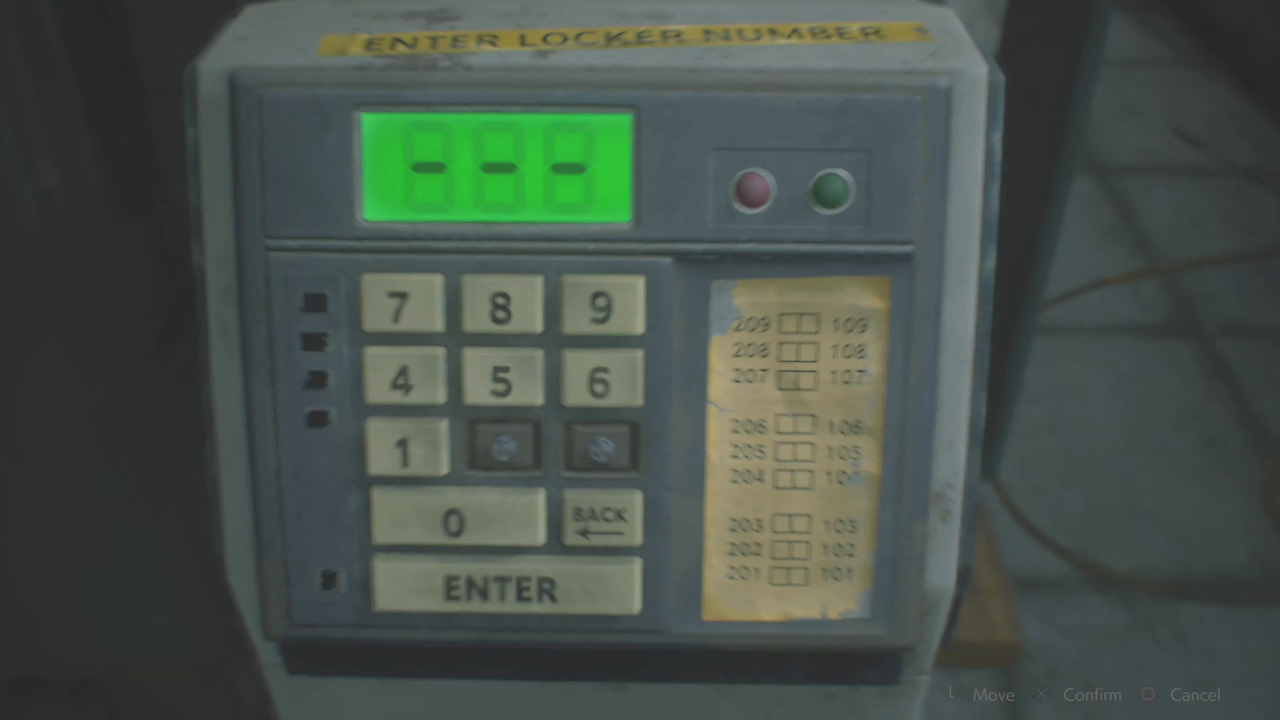 ENTER LOCKER NUMBER
7 8 9
4 5 6
1
0 BACK
ENTER
209 109
208 108
207 107
206 106
205 105
204 104
203 103
202 102
201 101
Move X Confirm O Cancel